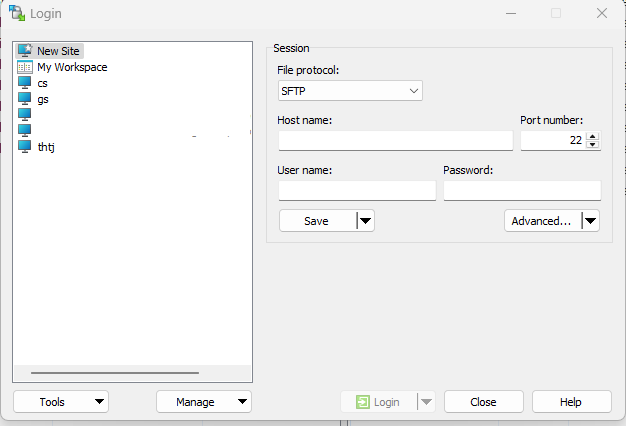 Login
New Site
My Workspace
cs
gs
thtj
Session
File protocol:
SFTP
Host name:
Port number:
22
User name:
Password:
Save
Advanced...
Tools
Manage
Login
Close
Help